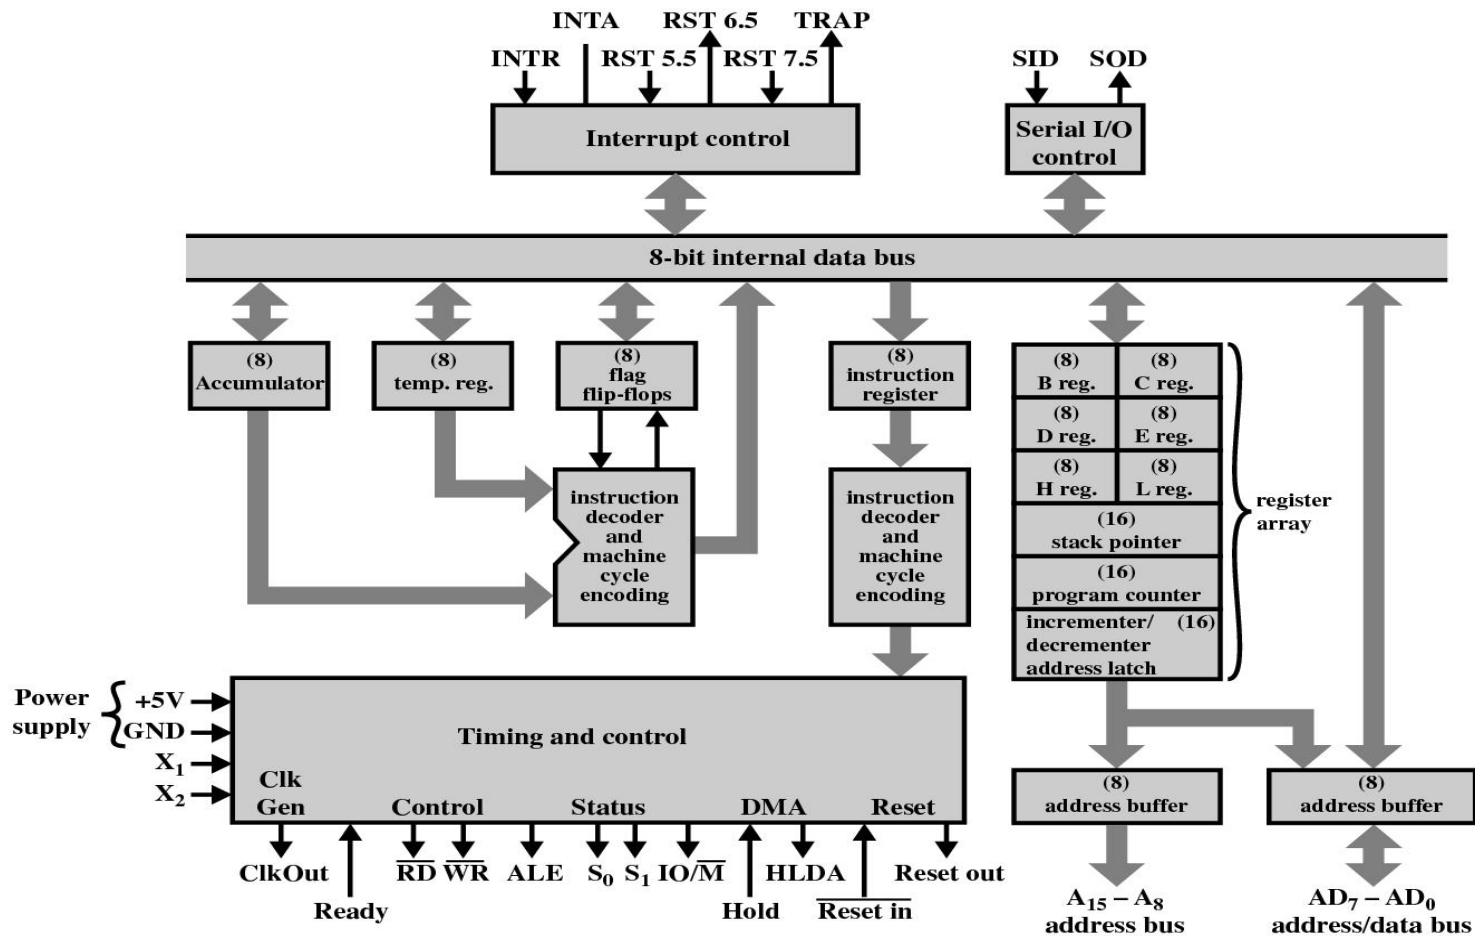 INTA RST 6.5 TRAP
INTR RST 5.5 RST 7.5 SID SOD
Interrupt control
Serial I/O
control
8-bit internal data bus
(8)
Accumulator
(8)
temp. reg.
(8)
flag
flip-flops
(8)
instruction
register
(8)
B reg.
(8)
C reg.
(8)
D reg.
(8)
E reg.
(8)
H reg.
(8)
L reg.
(16)
stack pointer
(16)
program counter
incrementer/ (16)
decrementer
address latch
register
array
instruction
decoder
and
machine
cycle
encoding
instruction
decoder
and
machine
cycle
encoding
Power
supply
+5V
GND
X₁
X₂
Timing and control
Clk
Gen Control Status DMA Reset
ClkOut R̅D̅ W̅R̅ ALE S₀ S₁ IO/M̅ HLDA Reset out
Ready Hold R̅e̅s̅e̅t̅ i̅n̅
(8)
address buffer
(8)
address buffer
A₁₅ – A₈
address bus
AD₇ – AD₀
address/data bus